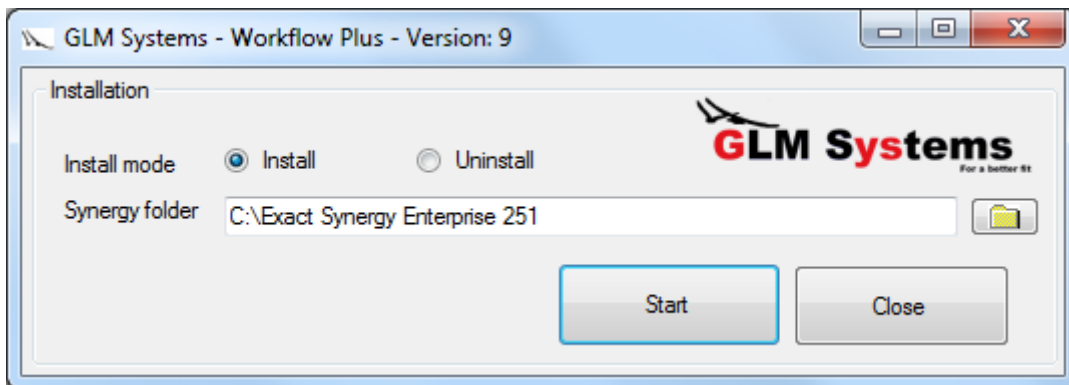 GLM Systems - Workflow Plus - Version: 9
Installation
GLM Systems
For a better fit
Install mode
Install
Uninstall
Synergy folder
C:\Exact Synergy Enterprise 251
Start
Close